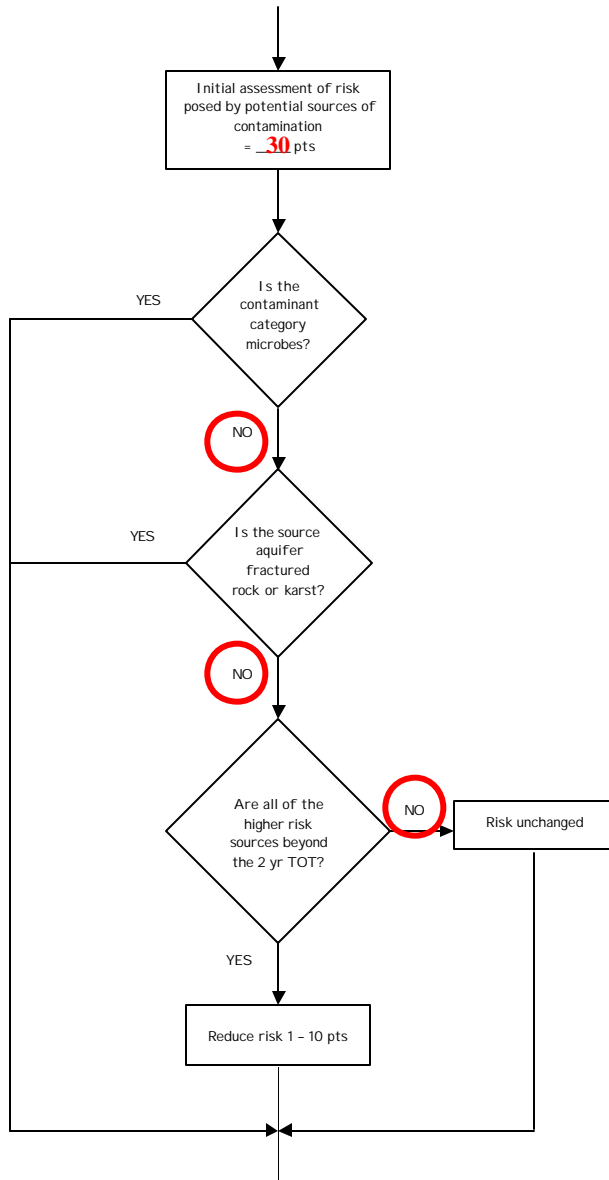 Initial assessment of risk
posed by potential sources of
contamination
= 30 pts
YES
Is the
contaminant
category
microbes?
NO
YES
Is the source
aquifer
fractured
rock or karst?
NO
Are all of the
higher risk
sources beyond
the 2 yr TOT?
NO
Risk unchanged
YES
Reduce risk 1 – 10 pts